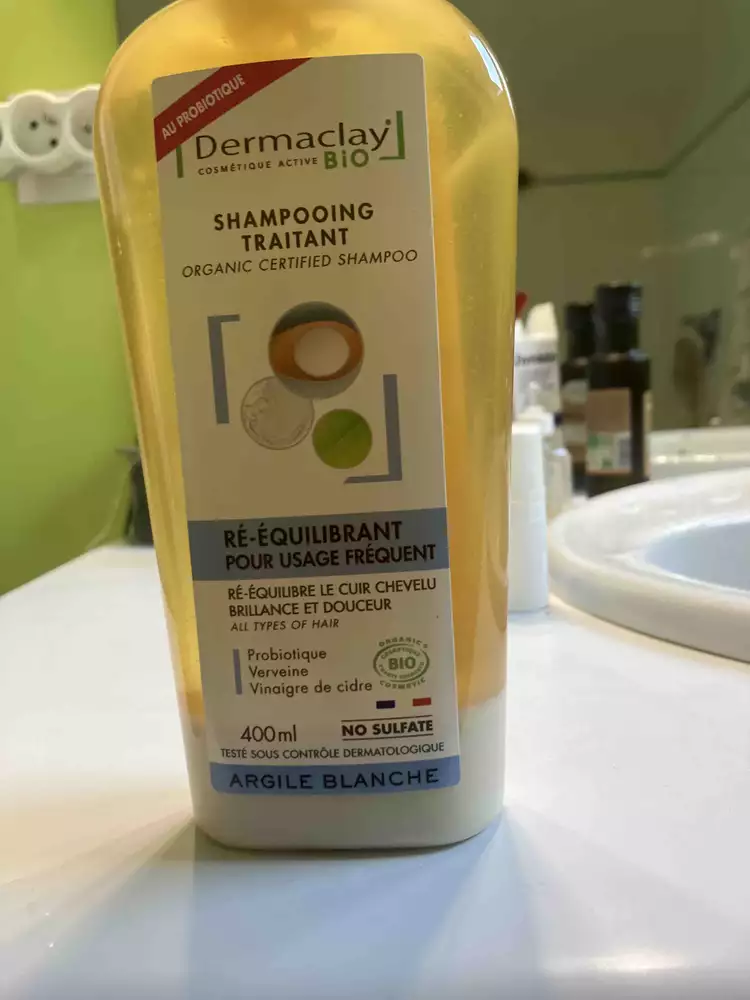 AU PROBIOTIQUE
Dermaclay
COSMÉTIQUE ACTIVE BiO
SHAMPOOING
TRAITANT
ORGANIC CERTIFIED SHAMPOO
RÉ-ÉQUILIBRANT
POUR USAGE FRÉQUENT
RÉ-ÉQUILIBRE LE CUIR CHEVELU
BRILLANCE ET DOUCEUR
ALL TYPES OF HAIR
Probiotique
Verveine
Vinaigre de cidre
ORGANIC
BIO
COSMETIC
400ml
NO SULFATE
TESTÉ SOUS CONTRÔLE DERMATOLOGIQUE
ARGILE BLANCHE